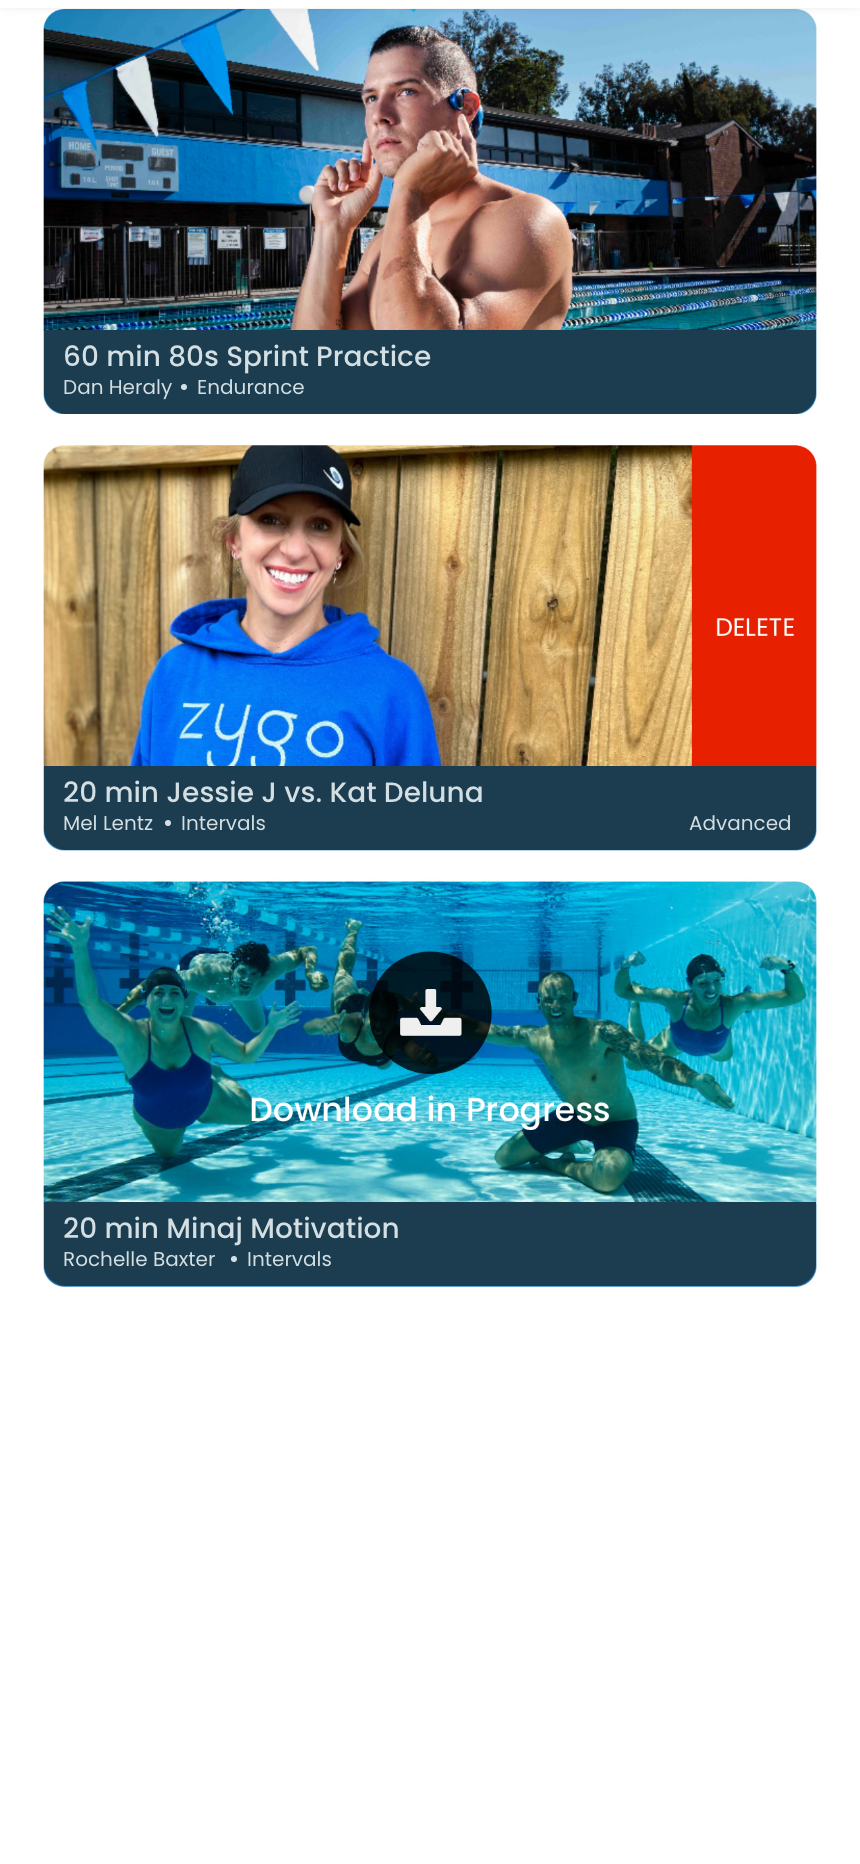 HOME
GUEST
PERIOD
60 min 80s Sprint Practice
Dan Heraly • Endurance
zygo
DELETE
20 min Jessie J vs. Kat Deluna
Mel Lentz • Intervals
Advanced
Download in Progress
20 min Minaj Motivation
Rochelle Baxter • Intervals